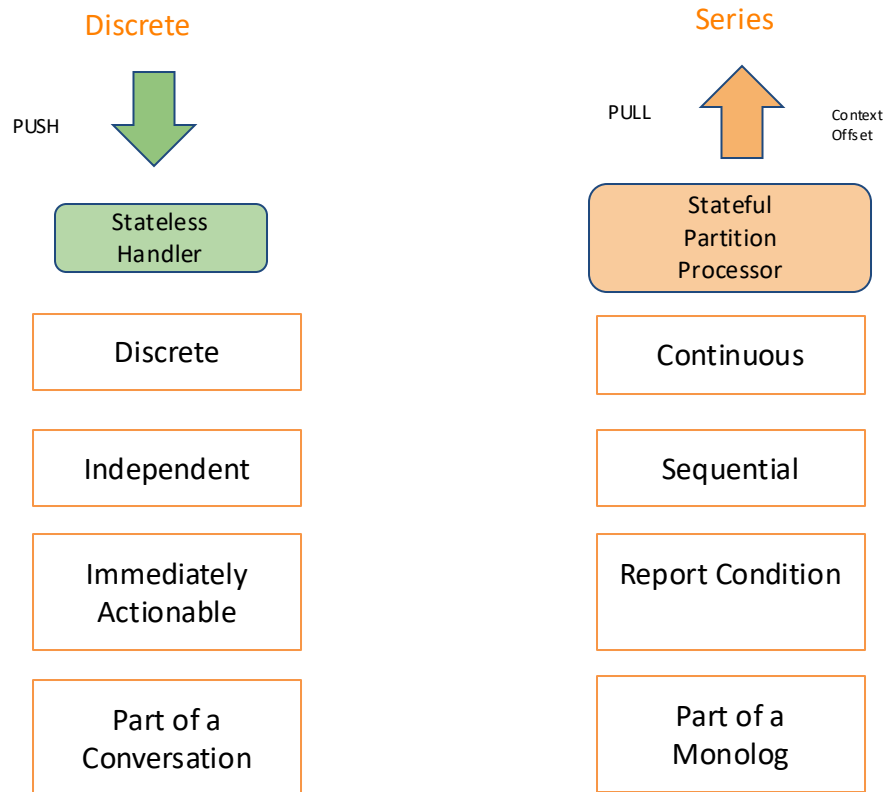 Discrete
PUSH
Stateless
Handler
Discrete
Independent
Immediately
Actionable
Part of a
Conversation
Series
PULL
Context
Offset
Stateful
Partition
Processor
Continuous
Sequential
Report Condition
Part of a
Monolog